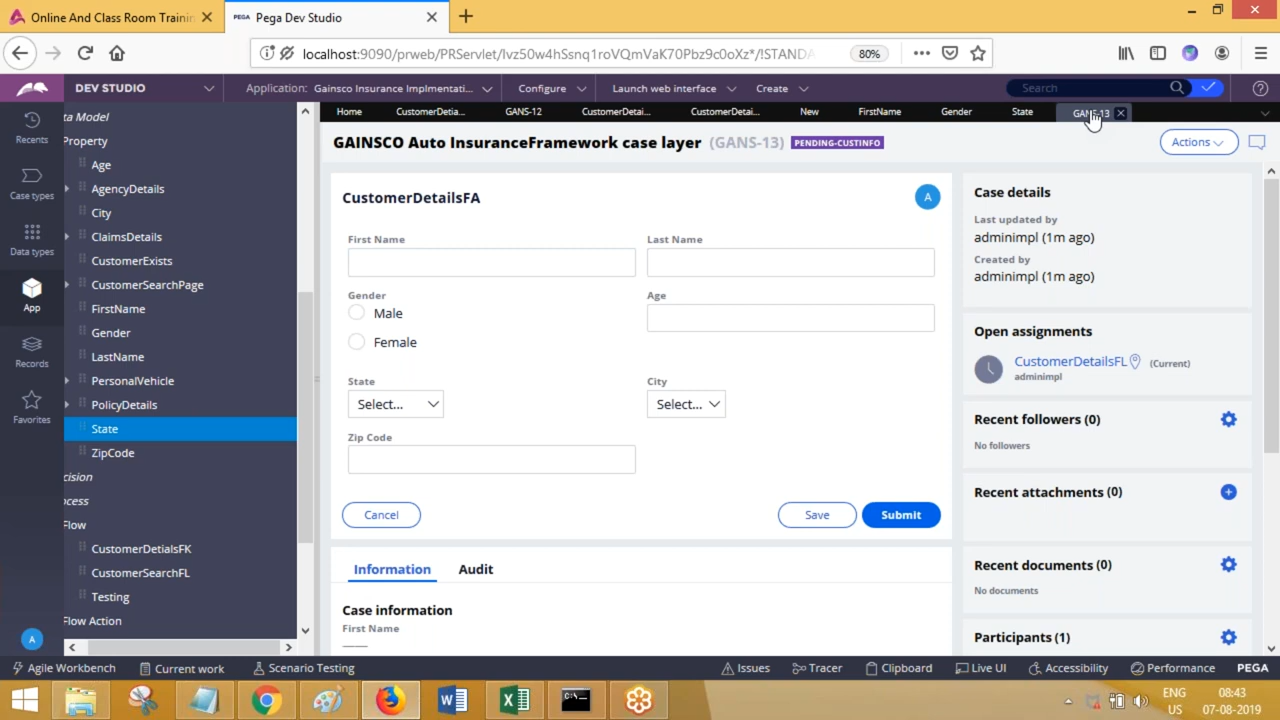 Online And Class Room Trainin
PEGA Pega Dev Studio
localhost:9090/prweb/PRServlet/Ivz50w4hSsnq1roVQmVaK70Pbz9c0oXz*/!STANDA
80%
DEV STUDIO
Application: Gainsco Insurance Implmentati...
Configure
Launch web interface
Create
Search
Home
CustomerDetia...
GANS-12
CustomerDetai...
CustomerDetai...
New
FirstName
Gender
State
GANS-13
Recents
Case types
Data types
App
Records
Favorites
A
ta Model
Property
Age
AgencyDetails
City
ClaimsDetails
CustomerExists
CustomerSearchPage
FirstName
Gender
LastName
PersonalVehicle
PolicyDetails
State
ZipCode
cision
ocess
Flow
CustomerDetialsFK
CustomerSearchFL
Testing
Flow Action
GAINSCO Auto InsuranceFramework case layer (GANS-13) PENDING-CUSTINFO
Actions
CustomerDetailsFA
A
First Name
Last Name
Gender
Male
Female
Age
State
Select...
City
Select...
Zip Code
Cancel
Save
Submit
Information
Audit
Case information
First Name
Case details
Last updated by
adminimpl (1m ago)
Created by
adminimpl (1m ago)
Open assignments
CustomerDetailsFL (Current)
adminimpl
Recent followers (0)
No followers
Recent attachments (0)
Recent documents (0)
No documents
Participants (1)
Agile Workbench
Current work
Scenario Testing
Issues
Tracer
Clipboard
Live UI
Accessibility
Performance
PEGA
ENG
US
08:43
07-08-2019